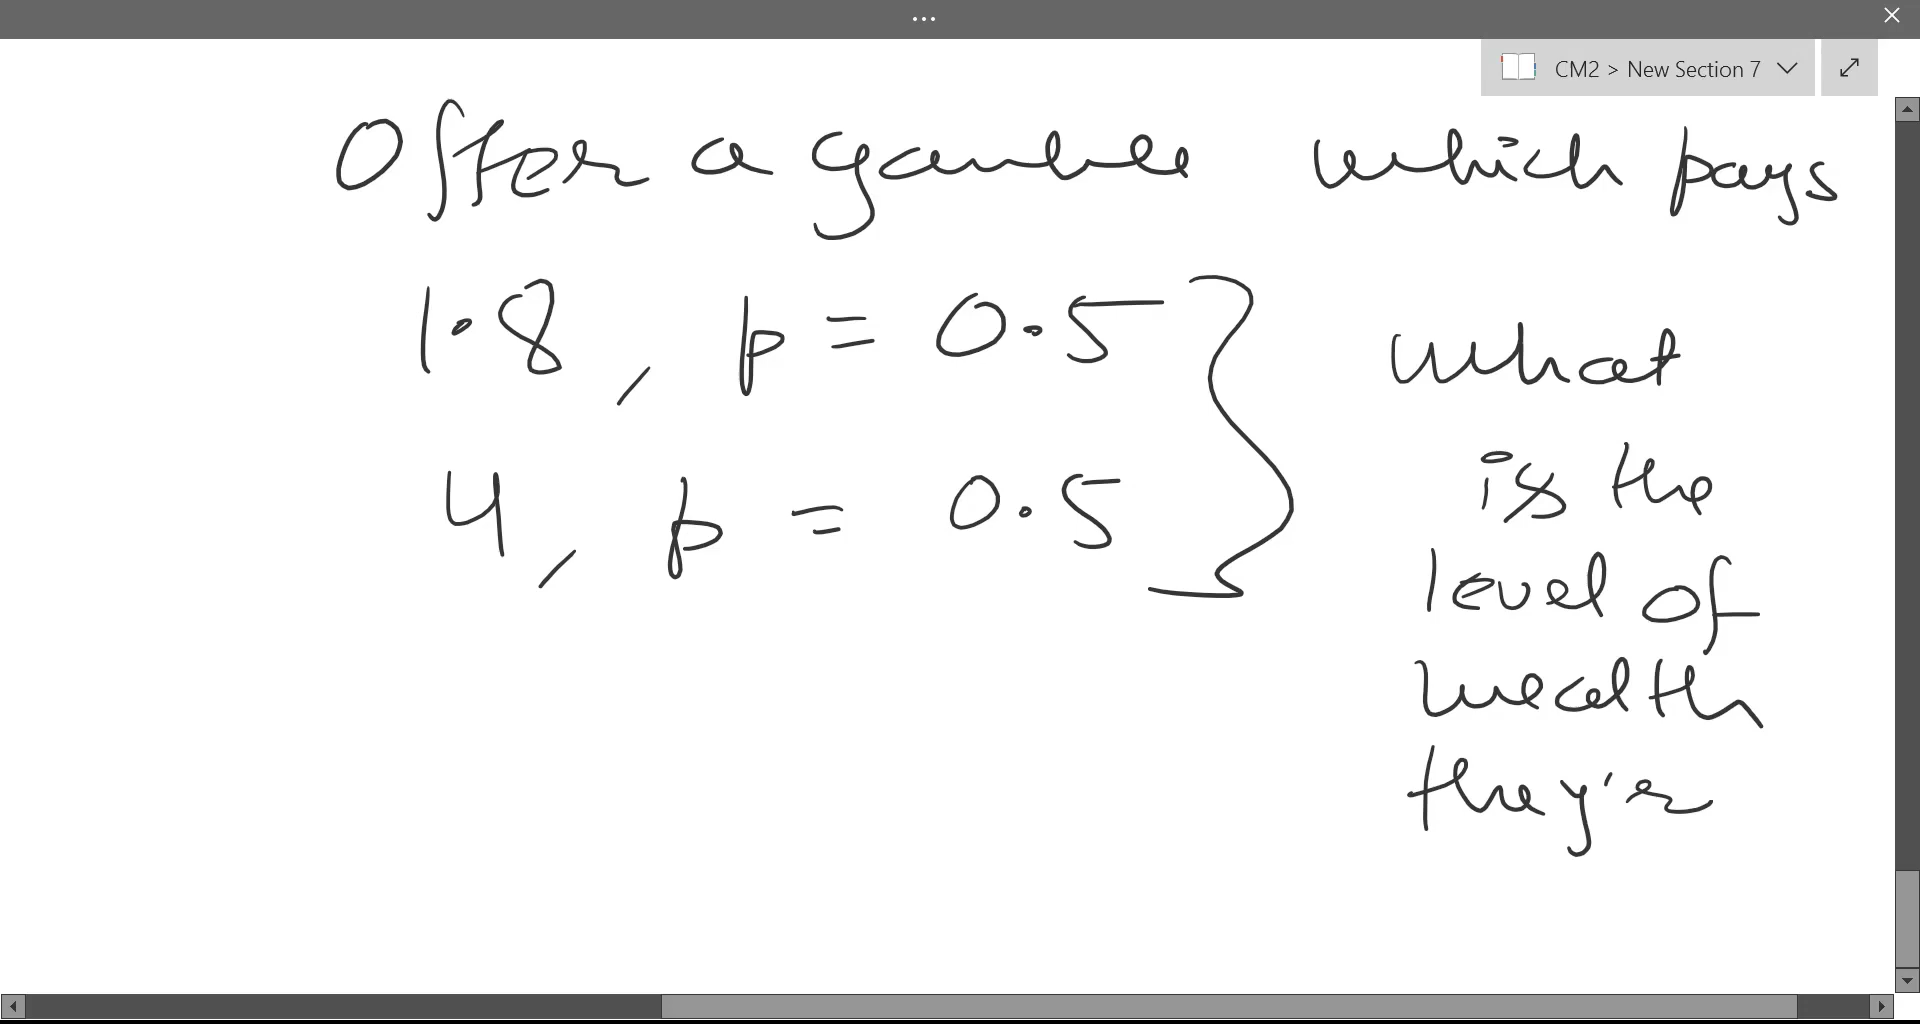 ...
CM2 > New Section 7
Offer a gamble which pays
1.8, p = 0.5
4, p = 0.5
what
is the
level of
wealth
they're